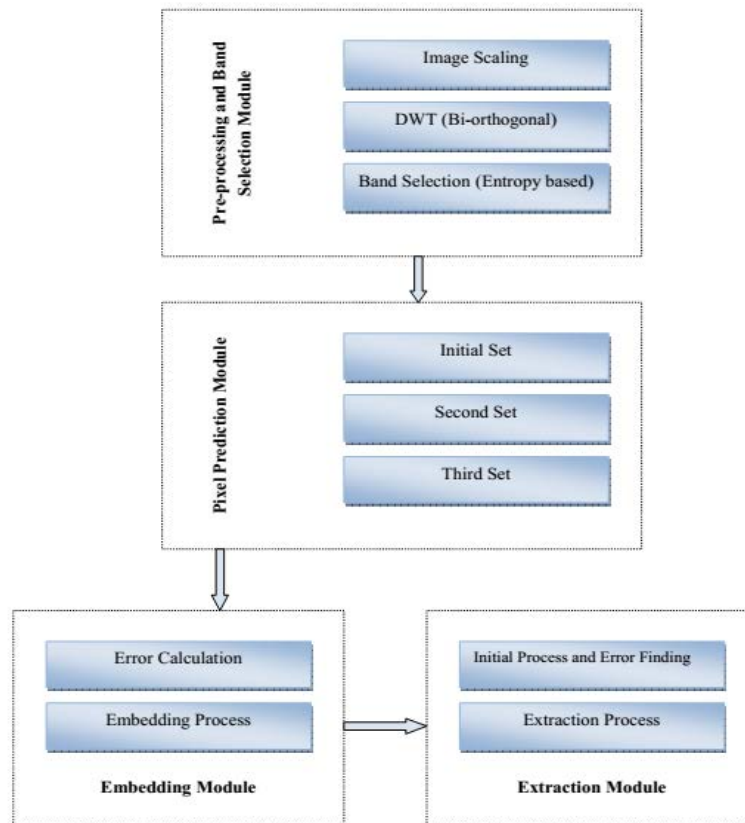 Pre-processing and Band
Selection Module
Image Scaling
DWT (Bi-orthogonal)
Band Selection (Entropy based)
Pixel Prediction Module
Initial Set
Second Set
Third Set
Error Calculation
Embedding Process
Embedding Module
Initial Process and Error Finding
Extraction Process
Extraction Module